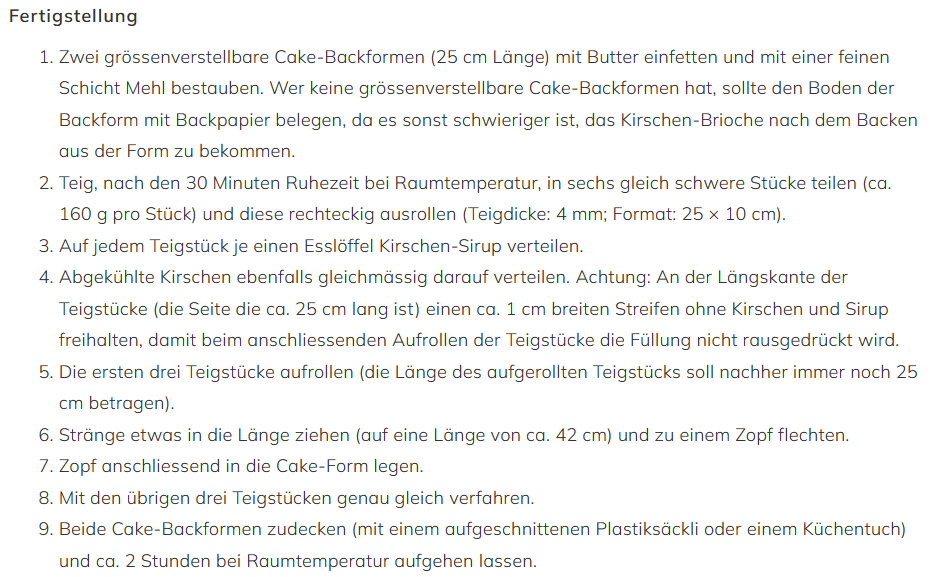 Fertigstellung
1. Zwei grössenverstellbare Cake-Backformen (25 cm Länge) mit Butter einfetten und mit einer feinen
Schicht Mehl bestauben. Wer keine grössenverstellbare Cake-Backformen hat, sollte den Boden der
Backform mit Backpapier belegen, da es sonst schwieriger ist, das Kirschen-Brioche nach dem Backen
aus der Form zu bekommen.
2. Teig, nach den 30 Minuten Ruhezeit bei Raumtemperatur, in sechs gleich schwere Stücke teilen (ca.
160 g pro Stück) und diese rechteckig ausrollen (Teigdicke: 4 mm; Format: 25 × 10 cm).
3. Auf jedem Teigstück je einen Esslöffel Kirschen-Sirup verteilen.
4. Abgekühlte Kirschen ebenfalls gleichmässig darauf verteilen. Achtung: An der Längskante der
Teigstücke (die Seite die ca. 25 cm lang ist) einen ca. 1 cm breiten Streifen ohne Kirschen und Sirup
freihalten, damit beim anschliessenden Aufrollen der Teigstücke die Füllung nicht rausgedrückt wird.
5. Die ersten drei Teigstücke aufrollen (die Länge des aufgerollten Teigstücks soll nachher immer noch 25
cm betragen).
6. Stränge etwas in die Länge ziehen (auf eine Länge von ca. 42 cm) und zu einem Zopf flechten.
7. Zopf anschliessend in die Cake-Form legen.
8. Mit den übrigen drei Teigstücken genau gleich verfahren.
9. Beide Cake-Backformen zudecken (mit einem aufgeschnittenen Plastiksäckli oder einem Küchentuch)
und ca. 2 Stunden bei Raumtemperatur aufgehen lassen.